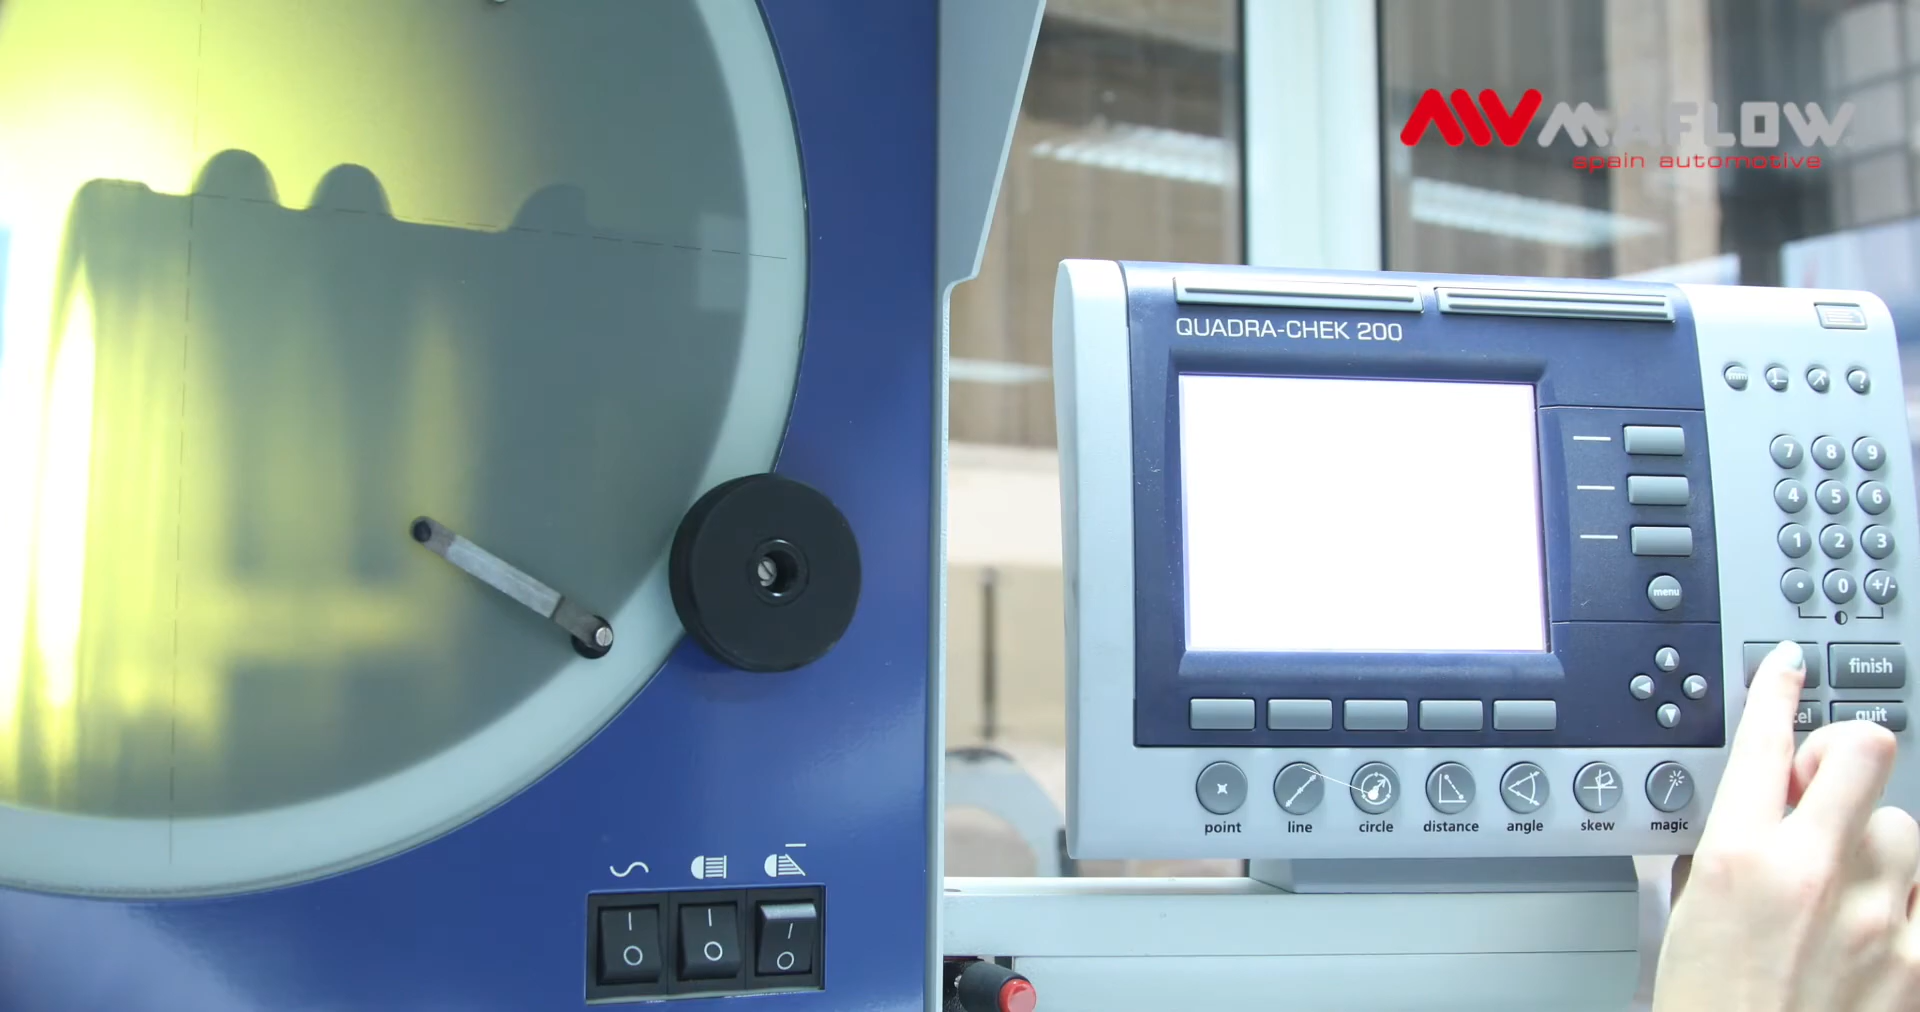 MAFLOW
spain automotive
QUADRA-CHEK 200
mm
?
7 8 9
4 5 6
1 2 3
. 0 +/-
menu
finish
quit
point line circle distance angle skew magic